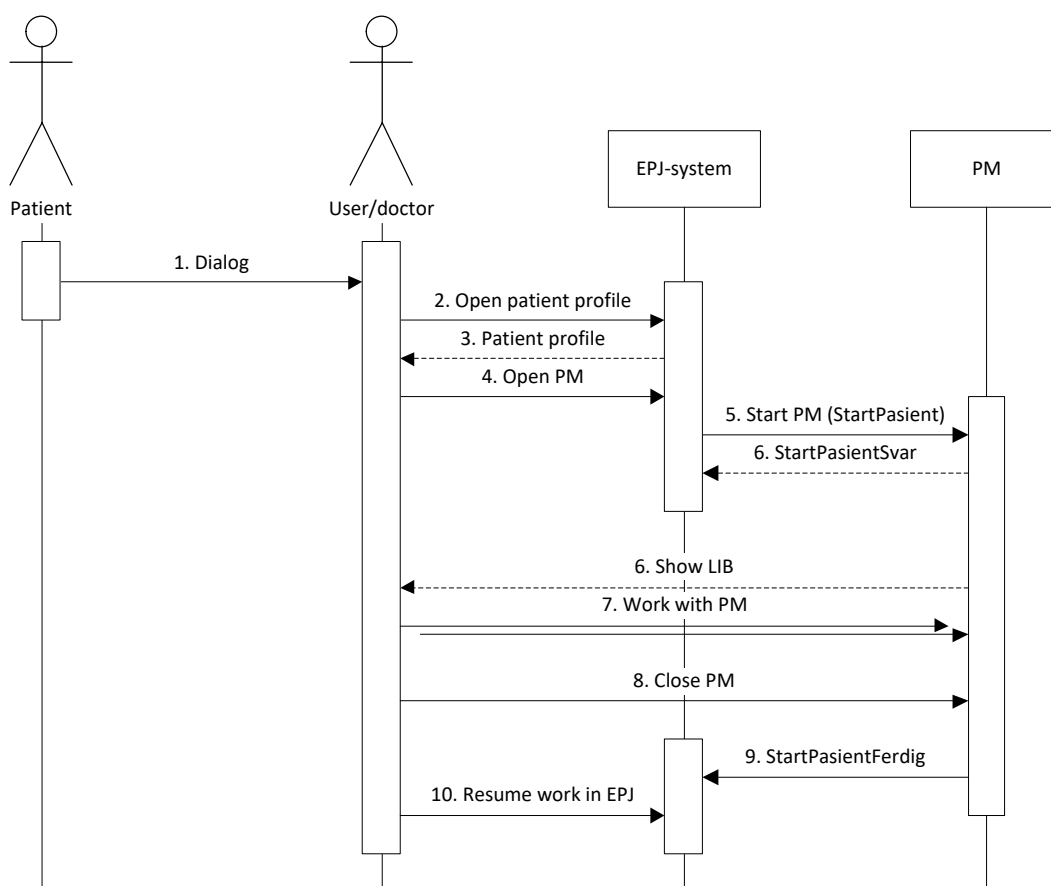 EPJ-system
PM
Patient
User/doctor
1. Dialog
2. Open patient profile
3. Patient profile
4. Open PM
5. Start PM (StartPasient)
6. StartPasientSvar
6. Show LIB
7. Work with PM
8. Close PM
9. StartPasientFerdig
10. Resume work in EPJ